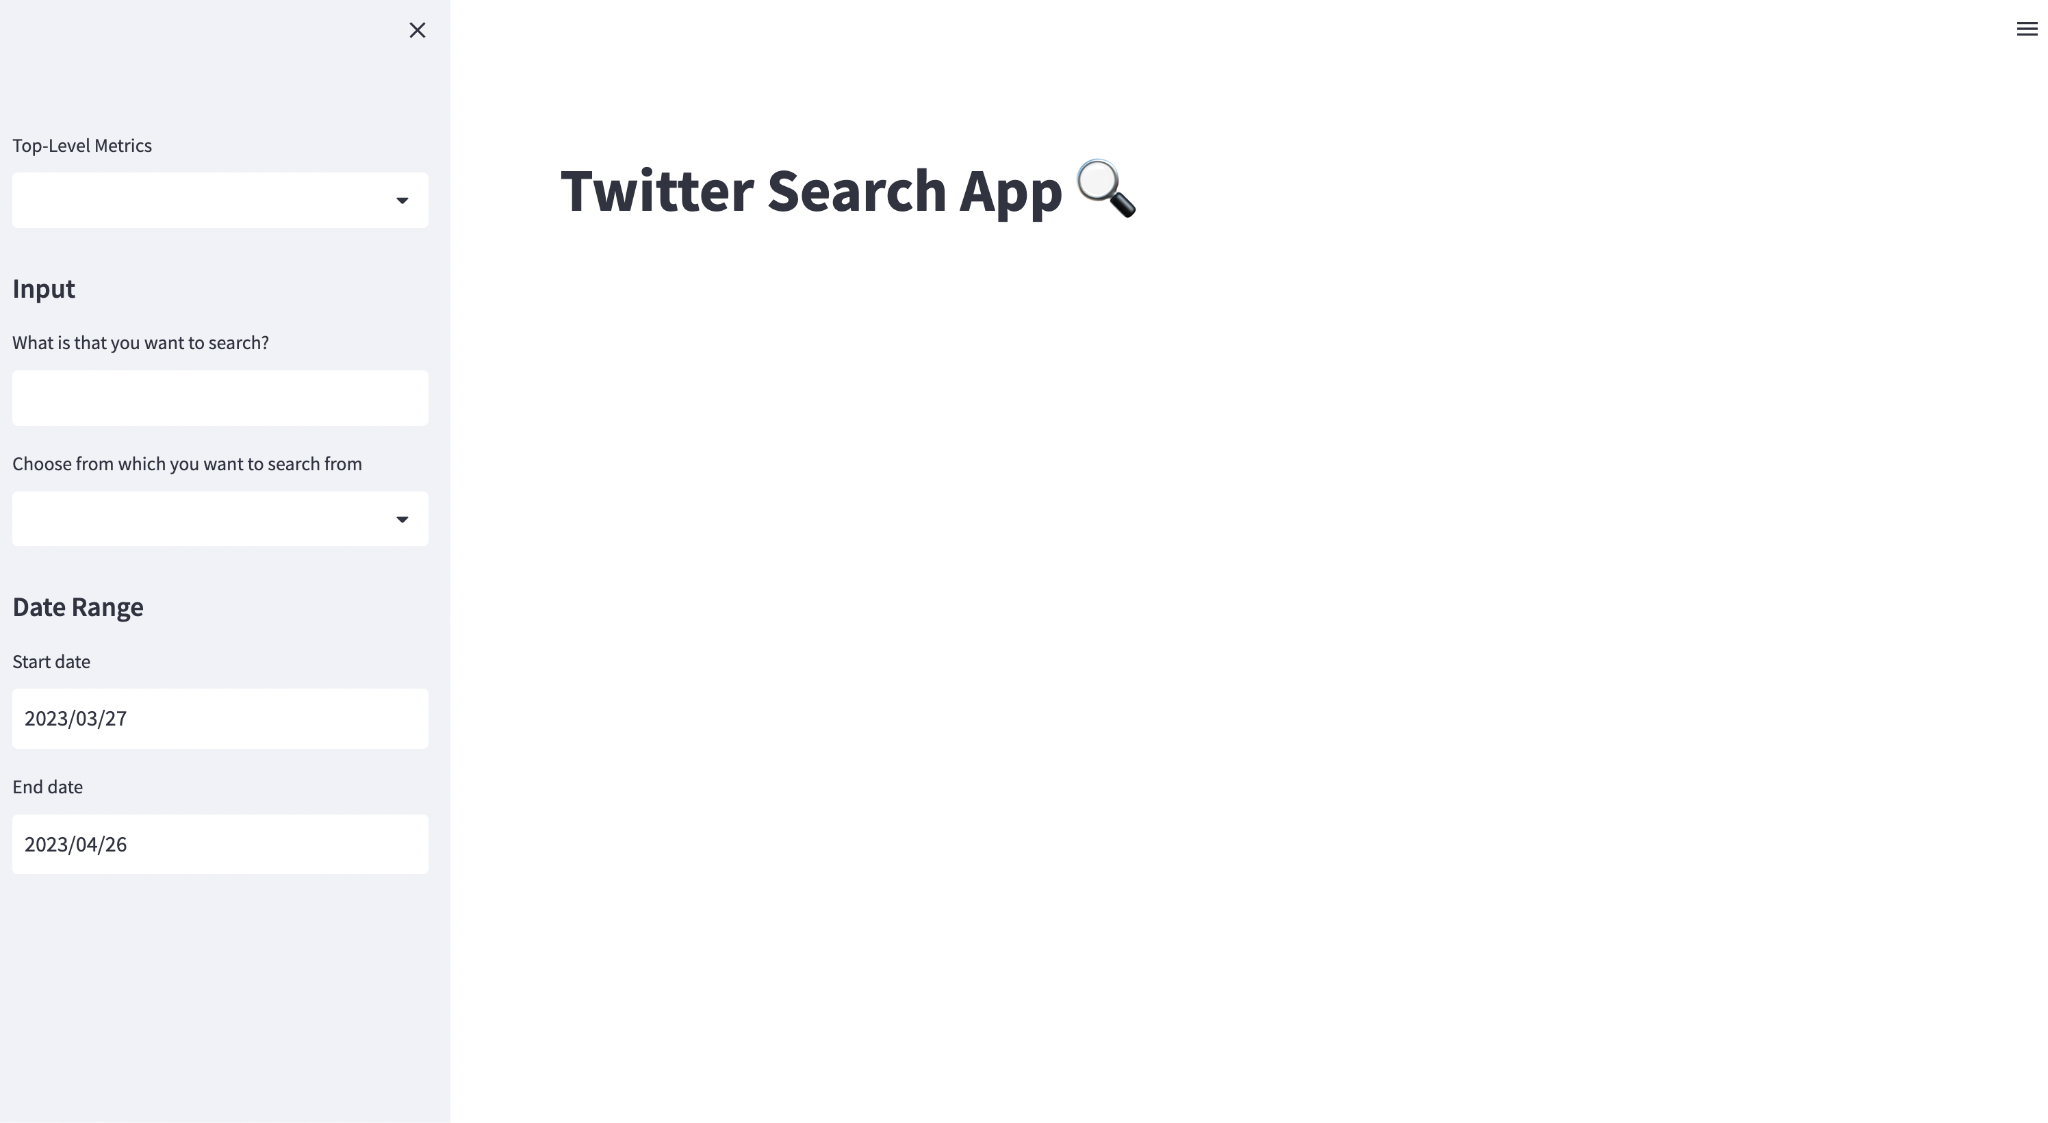 Top-Level Metrics
Input
What is that you want to search?
Choose from which you want to search from
Date Range
Start date
2023/03/27
End date
2023/04/26
Twitter Search App 🔍